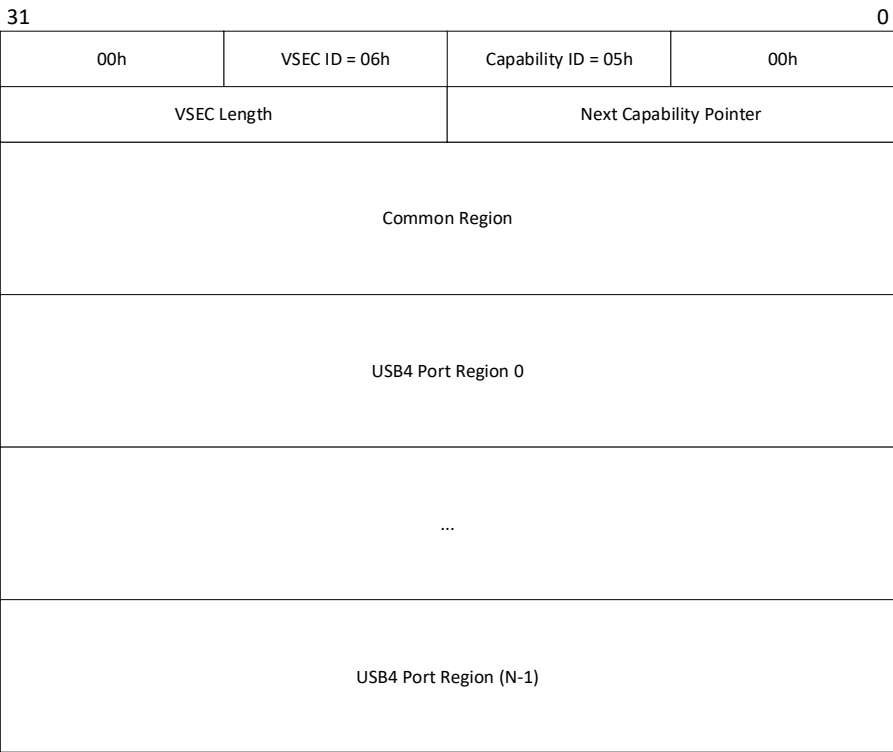 31 0
00h VSEC ID = 06h Capability ID = 05h 00h
VSEC Length Next Capability Pointer
Common Region
USB4 Port Region 0
...
USB4 Port Region (N-1)